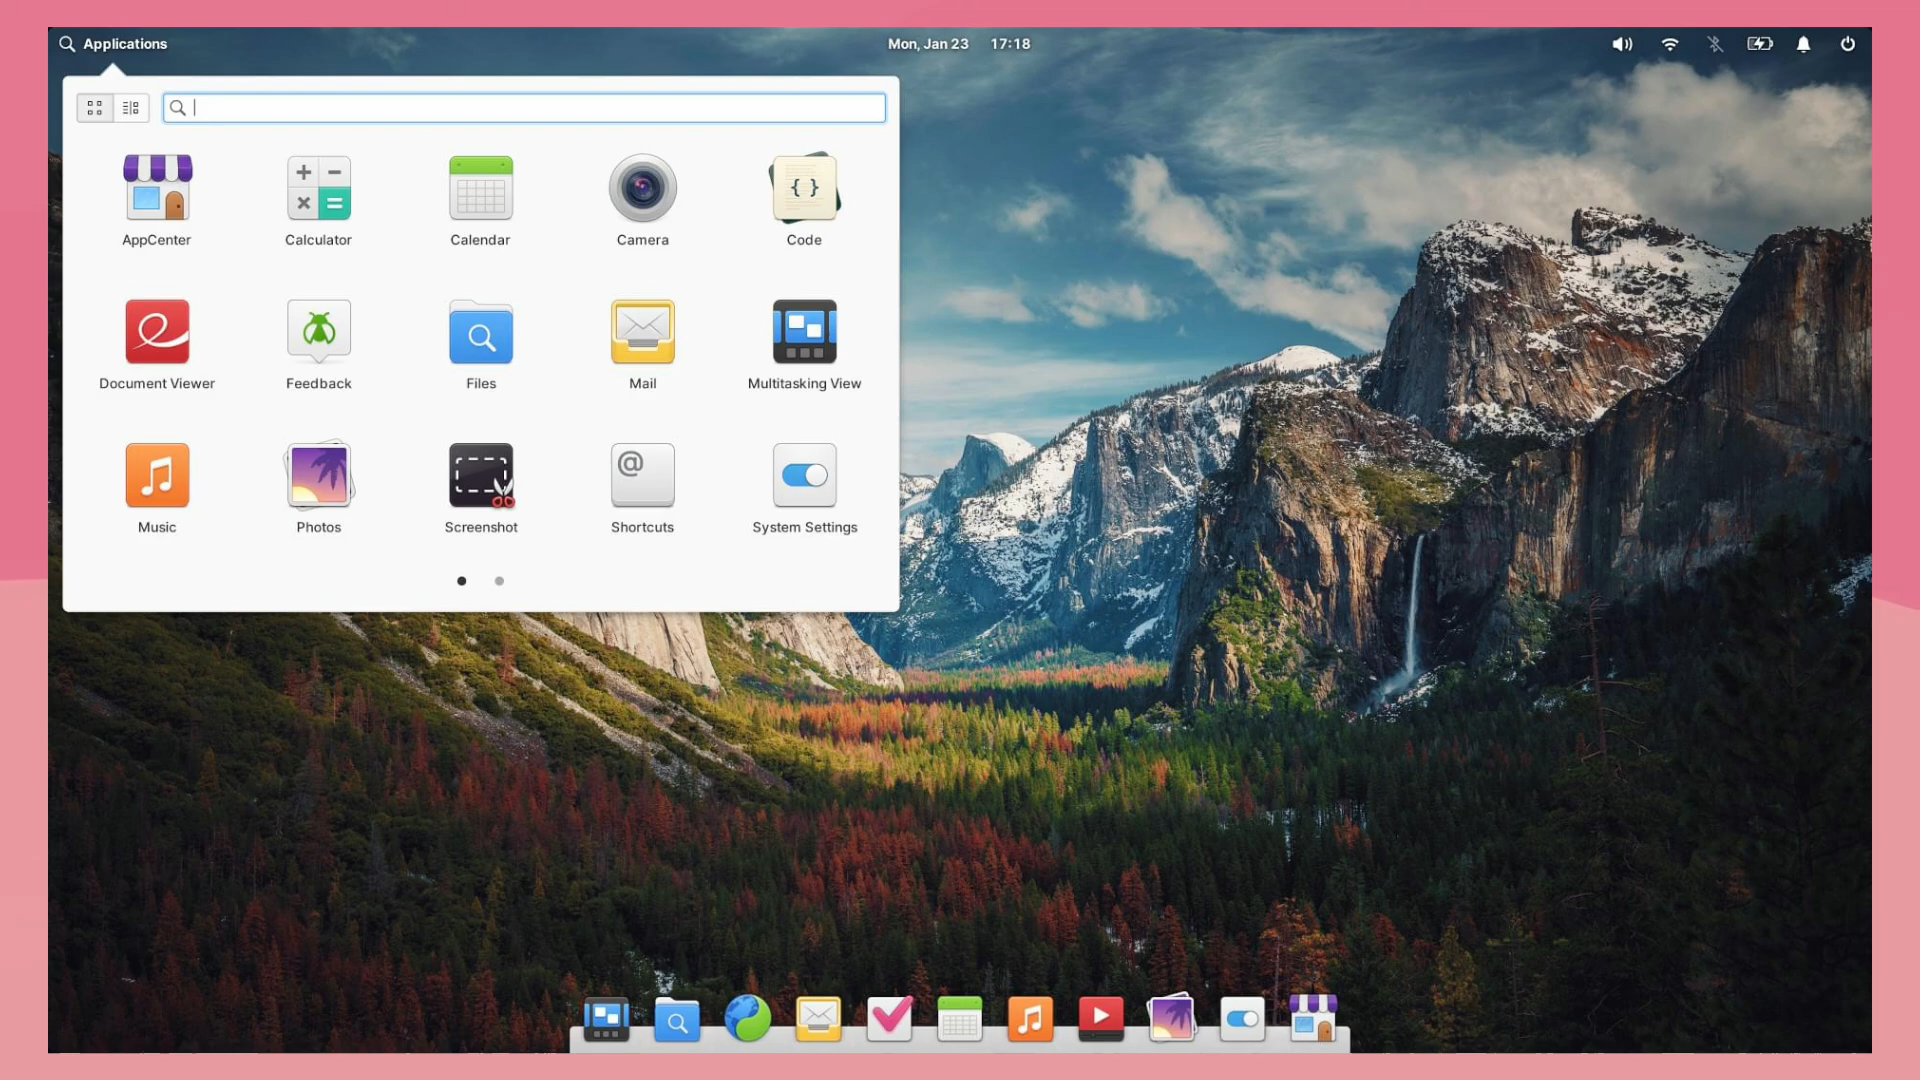 Applications
Mon, Jan 23 17:18
AppCenter
Calculator
Calendar
Camera
Code
Document Viewer
Feedback
Files
Mail
Multitasking View
Music
Photos
Screenshot
@
Shortcuts
System Settings